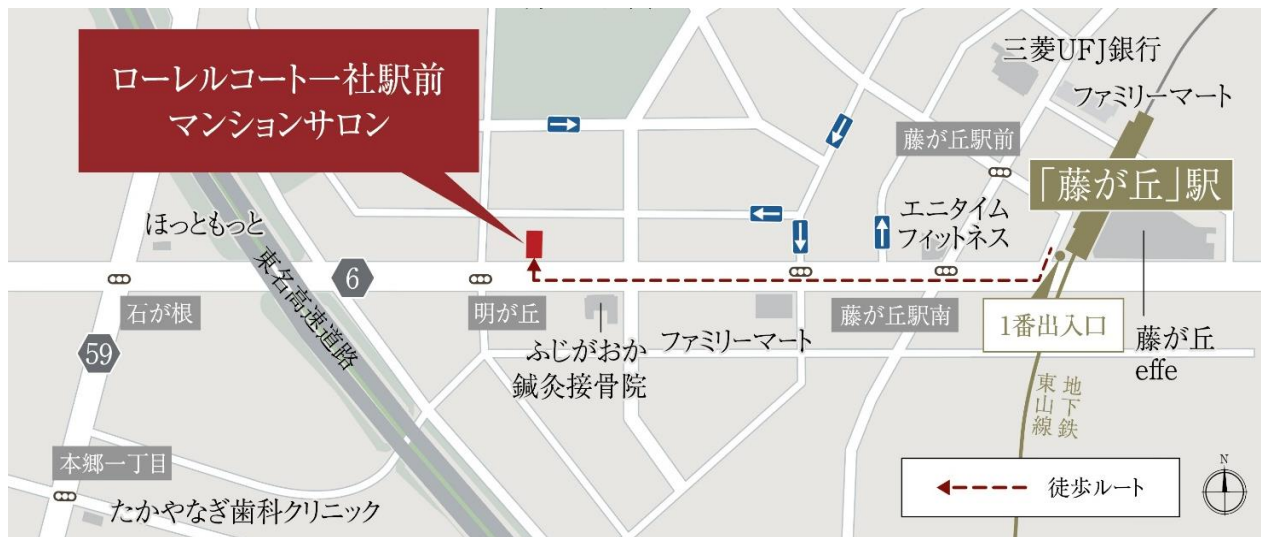 三菱UFJ銀行
ファミリーマート
ローレルコート一社駅前
マンションサロン
藤が丘駅前
「藤が丘」駅
ほっともっと
エニタイム
フィットネス
東名高速道路
6
石が根
明が丘
藤が丘駅南
1番出入口
ファミリーマート
藤が丘
effe
59
ふじがおか
鍼灸接骨院
地下鉄
東山線
本郷一丁目
たかやなぎ歯科クリニック
徒歩ルート
N